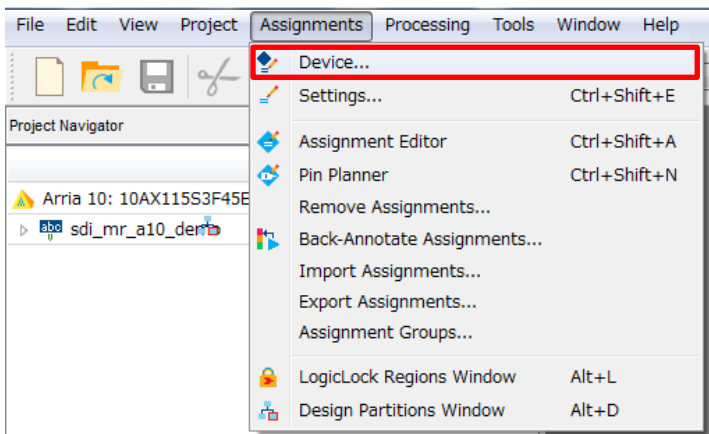 File Edit View Project Assignments Processing Tools Window Help
Device...
Settings... Ctrl+Shift+E
Project Navigator
Assignment Editor Ctrl+Shift+A
Pin Planner Ctrl+Shift+N
Arria 10: 10AX115S3F45E
Remove Assignments...
abc sdi_mr_a10_dem
Back-Annotate Assignments...
Import Assignments...
Export Assignments...
Assignment Groups...
LogicLock Regions Window Alt+L
Design Partitions Window Alt+D